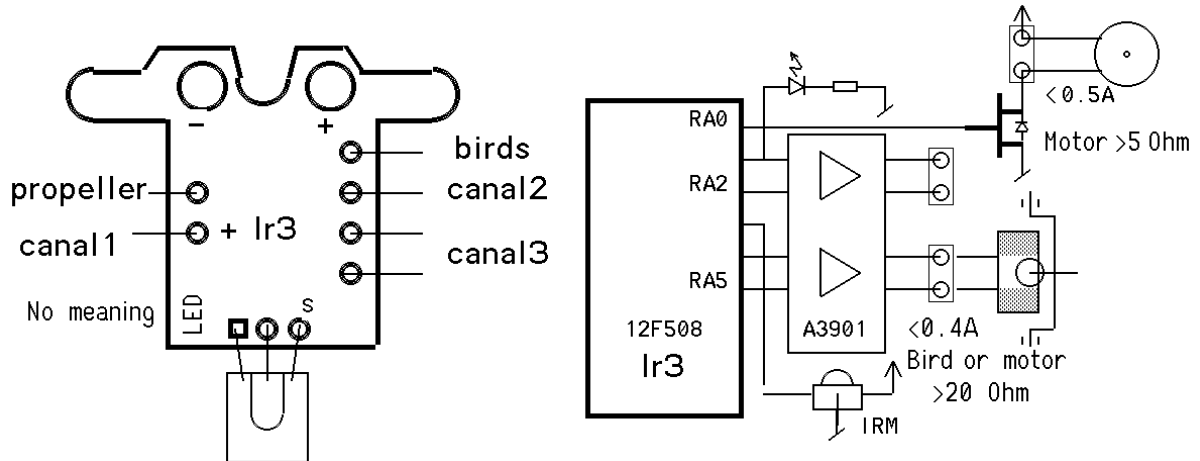 -
+
birds
propeller
canal2
+ Ir3
canal1
canal3
No meaning
LED
S
RA0
RA2
RA5
12F508
Ir3
A3901
IRM
<0.5A
Motor >5 Ohm
<0.4A
Bird or motor
>20 Ohm